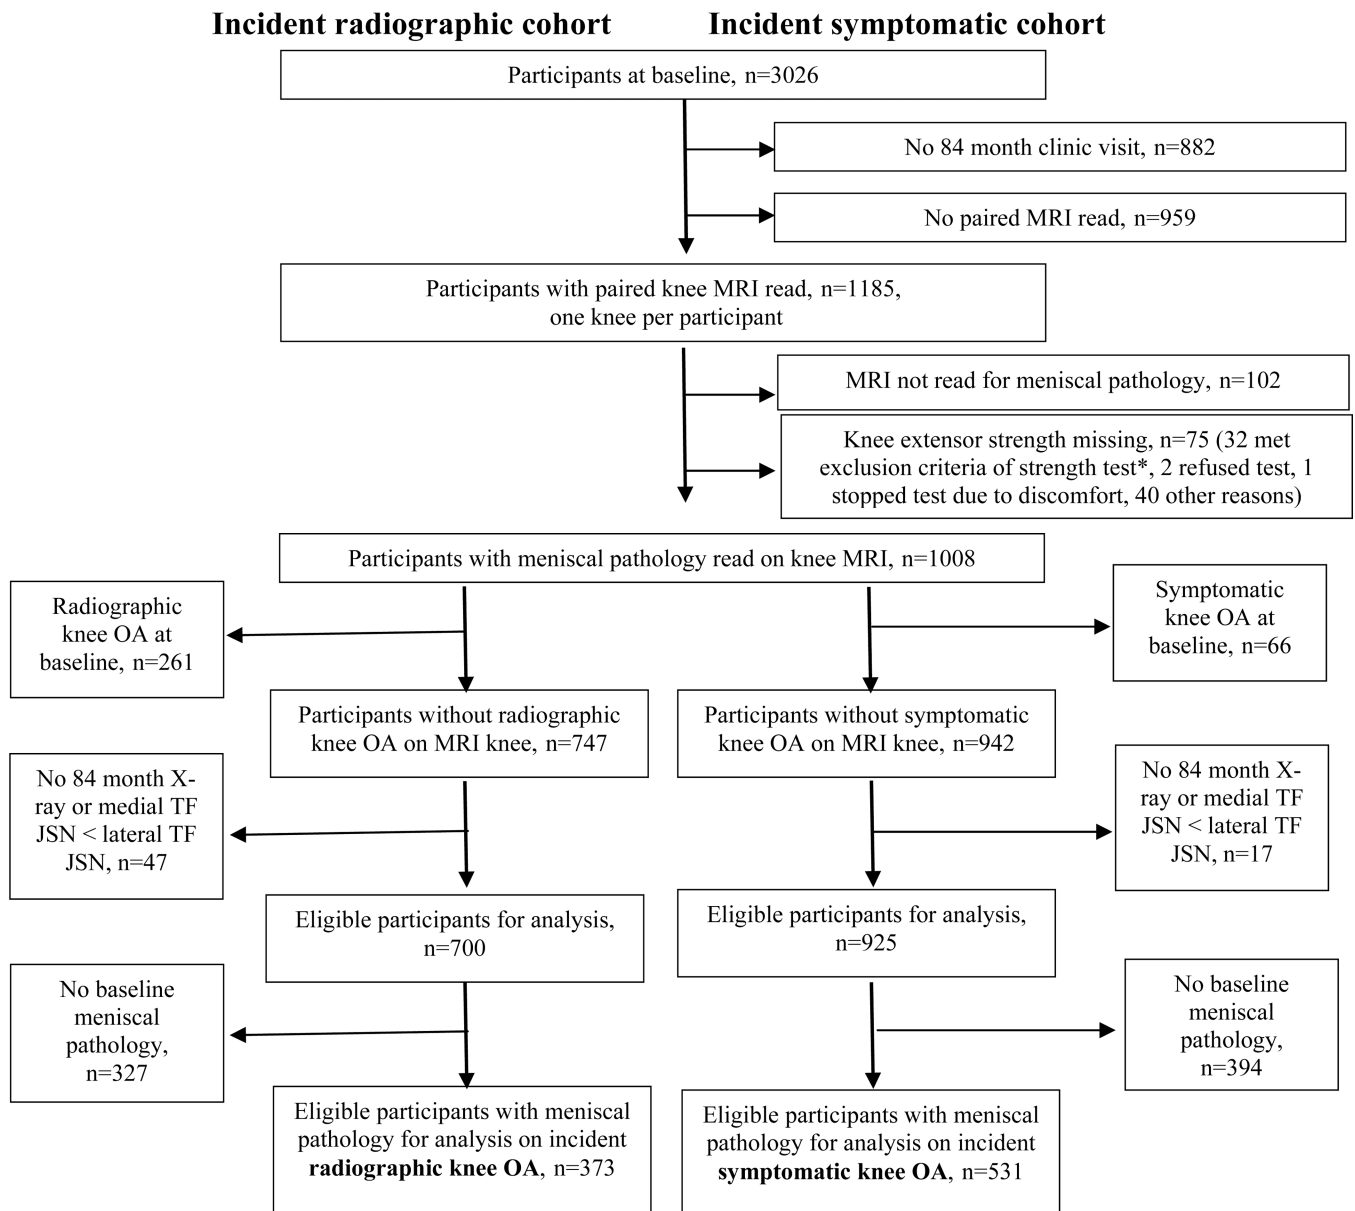 Incident radiographic cohort
Incident symptomatic cohort
Participants at baseline, n=3026
No 84 month clinic visit, n=882
No paired MRI read, n=959
Participants with paired knee MRI read, n=1185,
one knee per participant
MRI not read for meniscal pathology, n=102
Knee extensor strength missing, n=75 (32 met
exclusion criteria of strength test*, 2 refused test, 1
stopped test due to discomfort, 40 other reasons)
Participants with meniscal pathology read on knee MRI, n=1008
Radiographic
knee OA at
baseline, n=261
Symptomatic
knee OA at
baseline, n=66
Participants without radiographic
knee OA on MRI knee, n=747
Participants without symptomatic
knee OA on MRI knee, n=942
No 84 month X-
ray or medial TF
JSN < lateral TF
JSN, n=47
No 84 month X-
ray or medial TF
JSN < lateral TF
JSN, n=17
Eligible participants for analysis,
n=700
Eligible participants for analysis,
n=925
No baseline
meniscal
pathology,
n=327
No baseline
meniscal
pathology,
n=394
Eligible participants with meniscal
pathology for analysis on incident
radiographic knee OA, n=373
Eligible participants with meniscal
pathology for analysis on incident
symptomatic knee OA, n=531